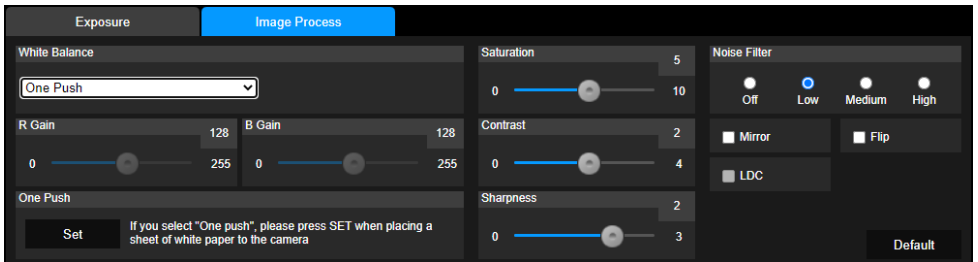 Exposure
Image Process
White Balance
One Push
R Gain
128
0
255
B Gain
128
0
255
One Push
Set
If you select "One push", please press SET when placing a
sheet of white paper to the camera
Saturation
5
0
10
Contrast
2
0
4
Sharpness
2
0
3
Noise Filter
Off
Low
Medium
High
Mirror
Flip
LDC
Default